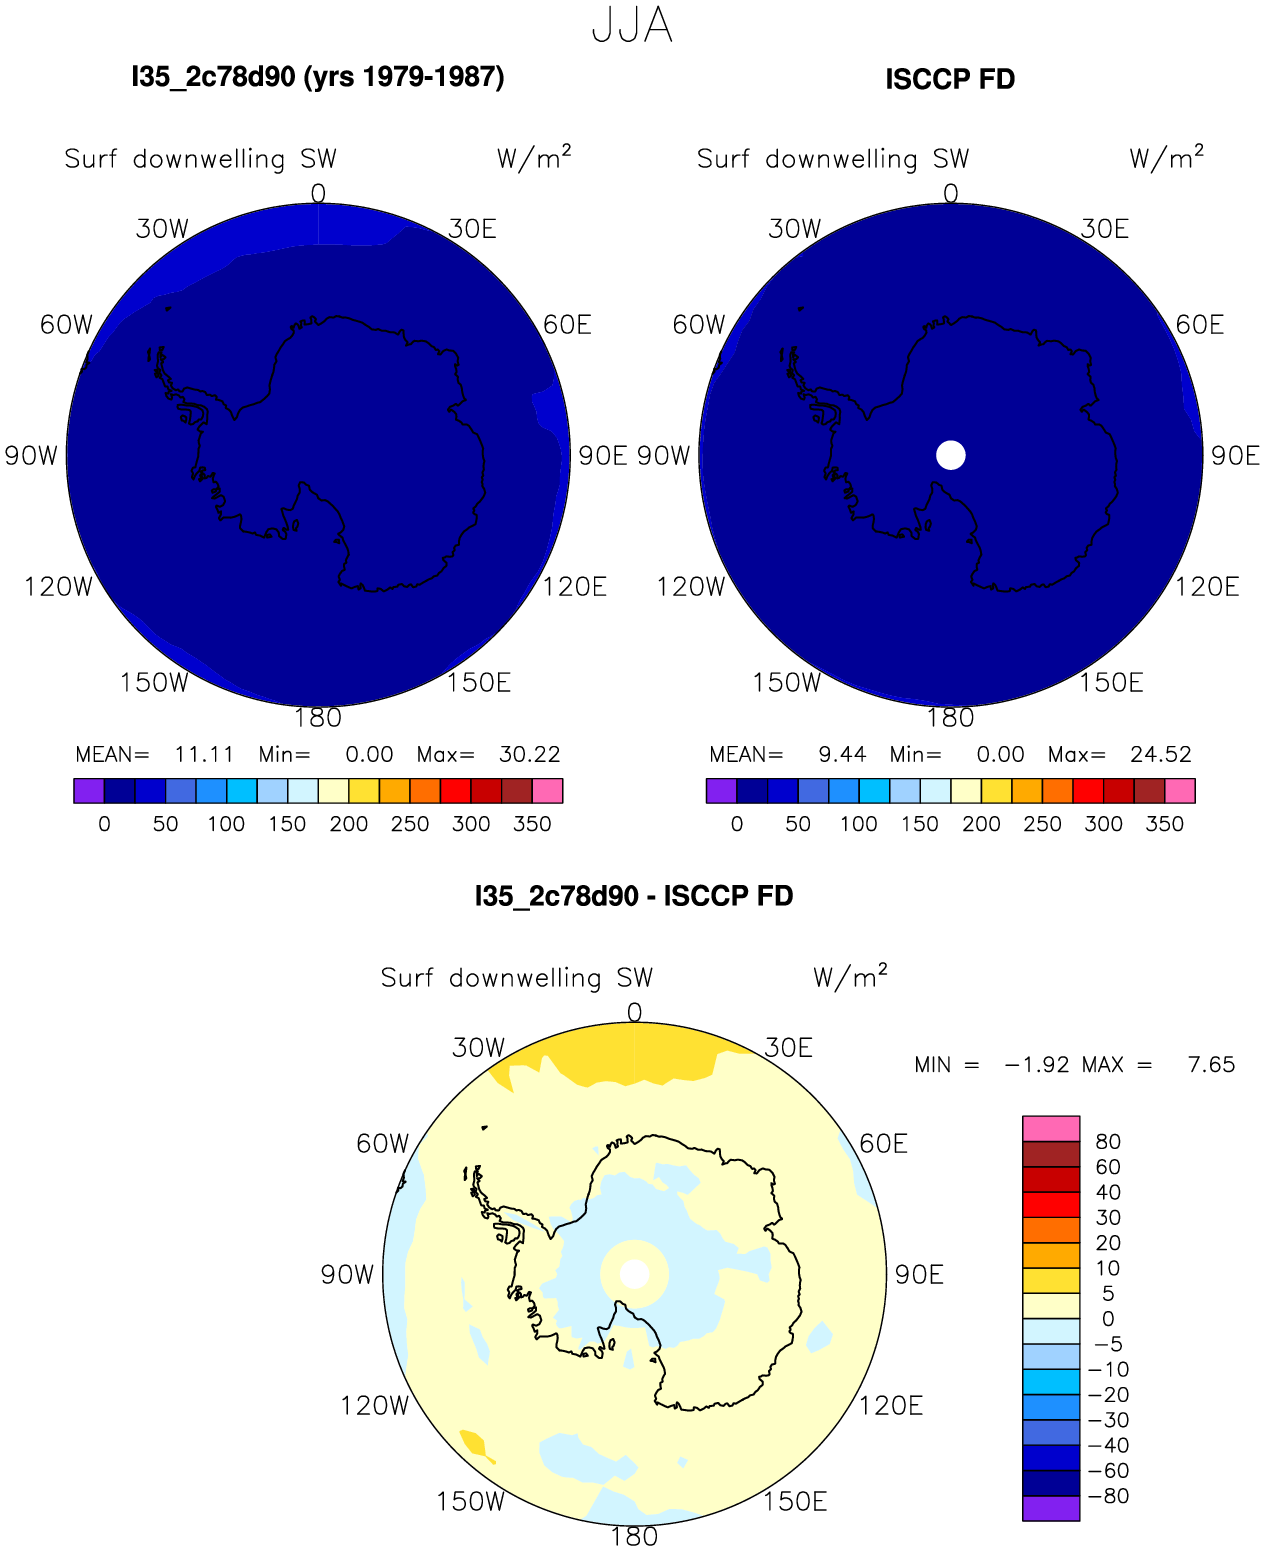 JJA
I35_2c78d90 (yrs 1979-1987)
ISCCP FD
Surf downwelling SW W/m²
Surf downwelling SW W/m²
0
30W 30E
60W 60E
90W 90E
120W 120E
150W 150E
180
0
30W 30E
60W 60E
90W 90E
120W 120E
150W 150E
180
MEAN= 11.11 Min= 0.00 Max= 30.22
0 50 100 150 200 250 300 350
MEAN= 9.44 Min= 0.00 Max= 24.52
0 50 100 150 200 250 300 350
I35_2c78d90 - ISCCP FD
Surf downwelling SW W/m²
0
30W 30E
60W 60E
90W 90E
120W 120E
150W 150E
180
MIN = −1.92 MAX = 7.65
80
60
40
30
20
10
5
0
−5
−10
−20
−30
−40
−60
−80